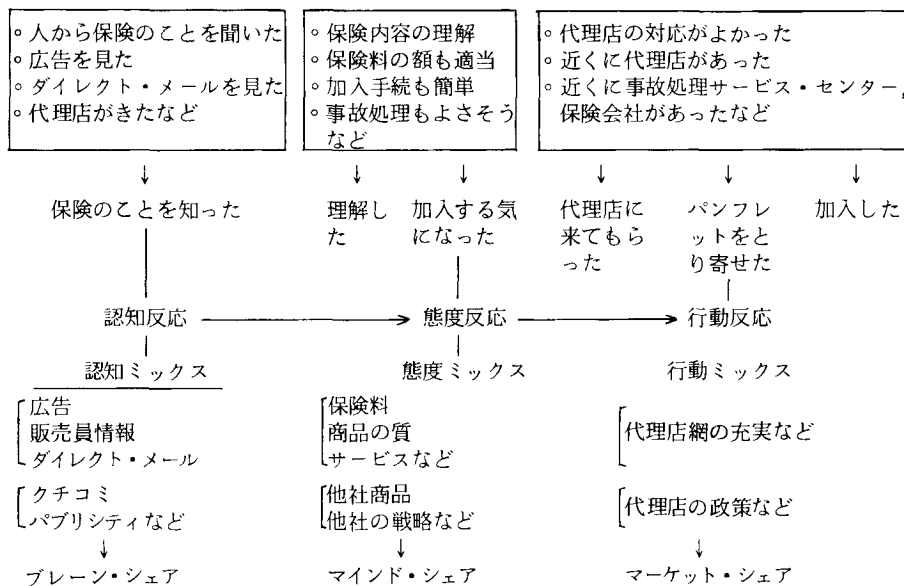 ◦ 人から保険のことを聞いた
◦ 広告を見た
◦ ダイレクト・メールを見た
◦ 代理店がきたなど
◦ 保険内容の理解
◦ 保険料の額も適当
◦ 加入手続も簡単
◦ 事故処理もよさそう
など
◦ 代理店の対応がよかった
◦ 近くに代理店があった
◦ 近くに事故処理サービス・センター,
保険会社があったなど
↓ ↓ ↓ ↓ ↓ ↓
保険のことを知った
理解し
た
加入する気
になった
代理店に
来てもら
った
パンフレ
ットをと
り寄せた
加入した
認知反応 → 態度反応 → 行動反応
認知ミックス 態度ミックス 行動ミックス
広告
販売員情報
ダイレクト・メール
保険料
商品の質
サービスなど
代理店網の充実など
クチコミ
パブリシティなど
他社商品
他社の戦略など
代理店の政策など
↓ ↓ ↓
ブレーン・シェア マインド・シェア マーケット・シェア